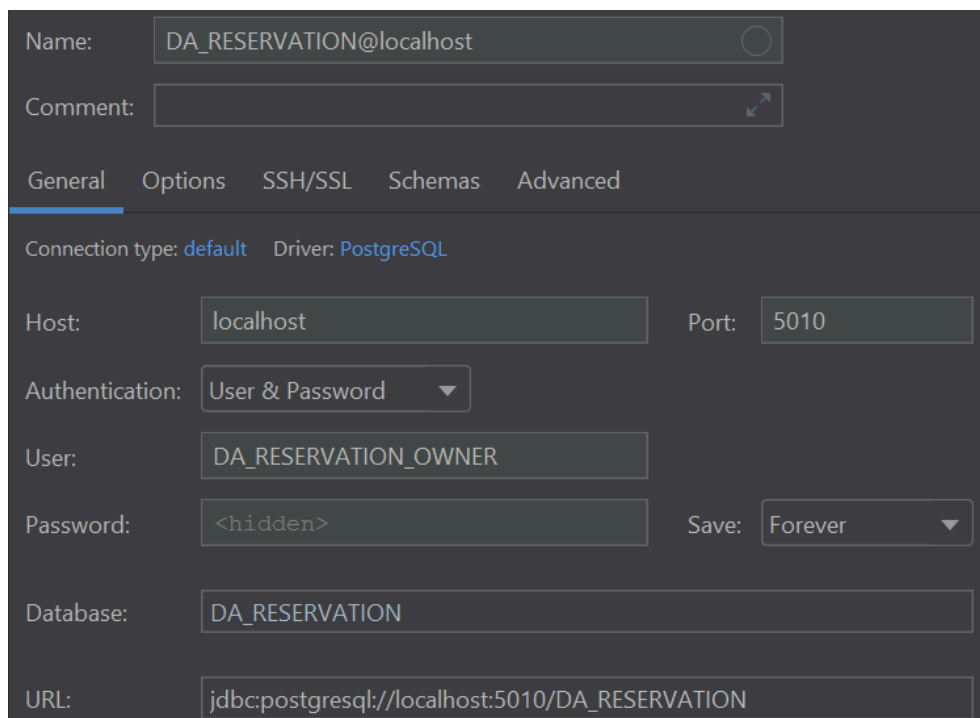 Name: DA_RESERVATION@localhost
Comment:
General Options SSH/SSL Schemas Advanced
Connection type: default Driver: PostgreSQL
Host: localhost Port: 5010
Authentication: User & Password
User: DA_RESERVATION_OWNER
Password: <hidden> Save: Forever
Database: DA_RESERVATION
URL: jdbc:postgresql://localhost:5010/DA_RESERVATION